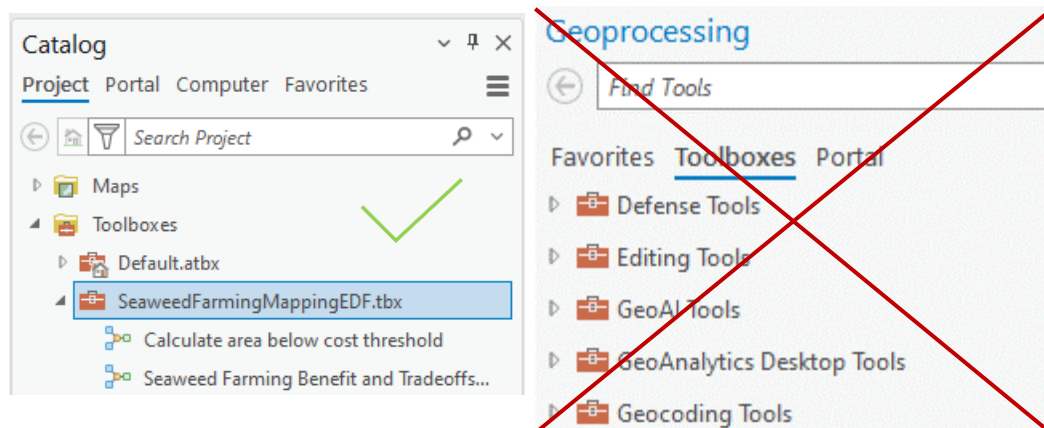 Catalog
Project Portal Computer Favorites
Search Project
Maps
Toolboxes
Default.atbx
SeaweedFarmingMappingEDF.tbx
Calculate area below cost threshold
Seaweed Farming Benefit and Tradeoffs...
Geoprocessing
Find Tools
Favorites Toolboxes Portal
Defense Tools
Editing Tools
GeoAI Tools
GeoAnalytics Desktop Tools
Geocoding Tools